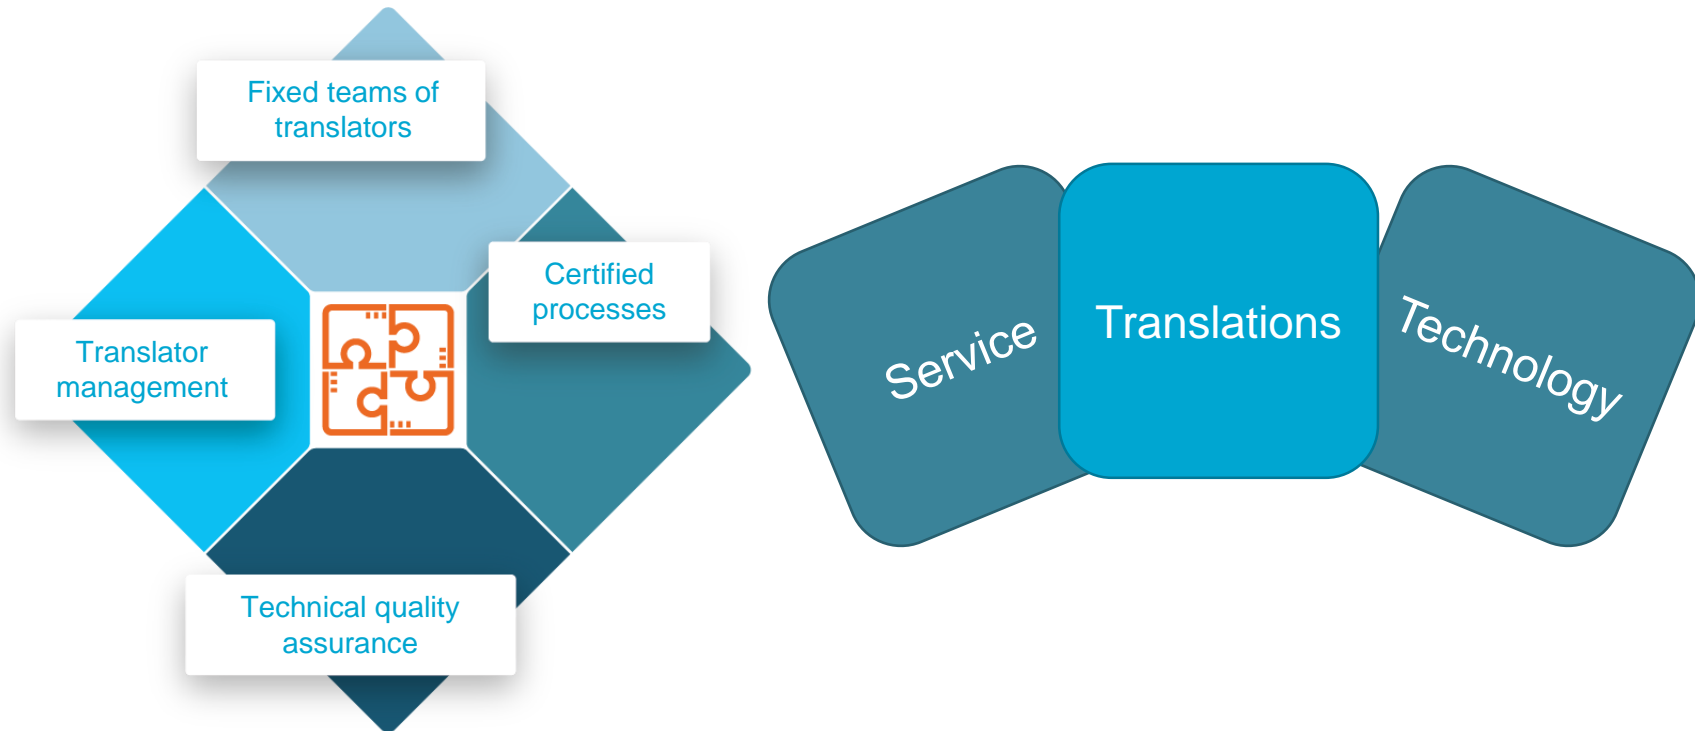 Fixed teams of
translators
Certified
processes
Translator
management
Technical quality
assurance
Service
Translations
Technology